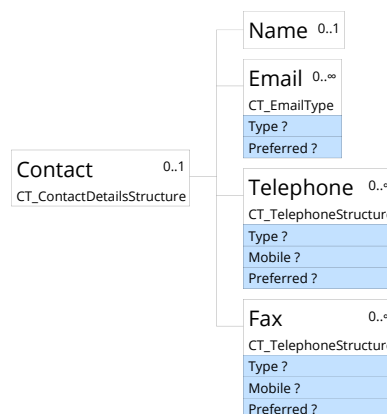 Name 0..1
Email 0..∞
CT_EmailType
Type ?
Preferred ?
Contact 0..1
CT_ContactDetailsStructure
Telephone 0..∞
CT_TelephoneStructure
Type ?
Mobile ?
Preferred ?
Fax 0..∞
CT_TelephoneStructure
Type ?
Mobile ?
Preferred ?